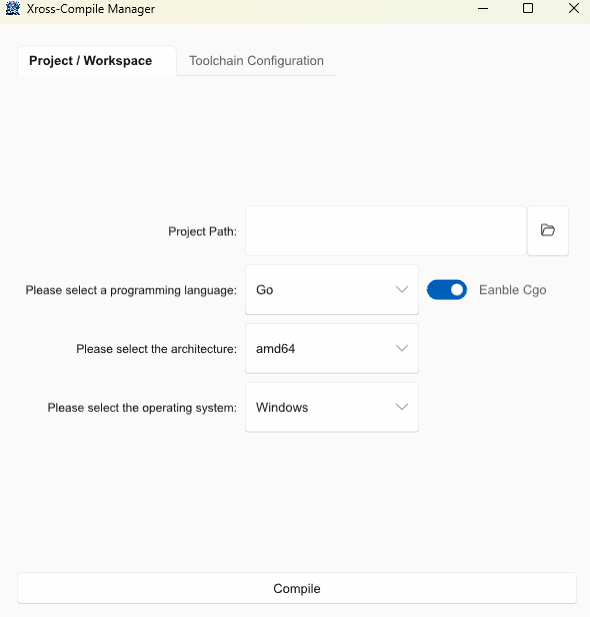 Xross-Compile Manager
Project / Workspace Toolchain Configuration
Project Path:
Please select a programming language: Go Eanble Cgo
Please select the architecture: amd64
Please select the operating system: Windows
Compile